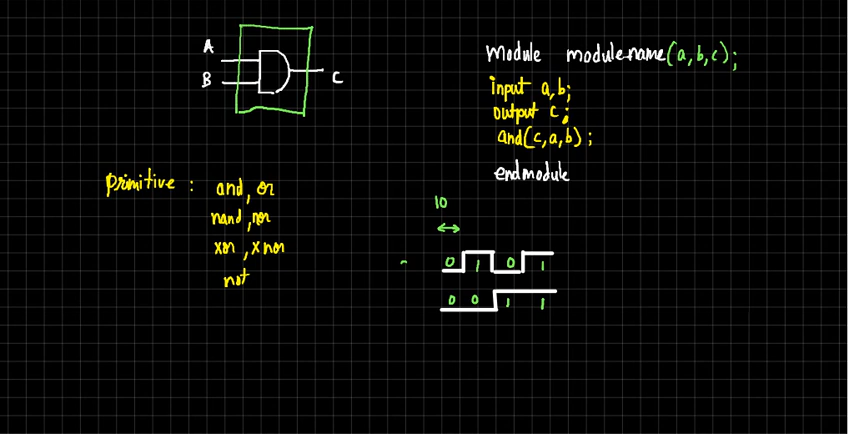 A
B
C
Module modulename(a,b,c);
input a,b;
output c;
and(c,a,b);
endmodule
Primitive : and, or
nand, nor
xor, xnor
not
10
0 1 0 1
0 0 1 1